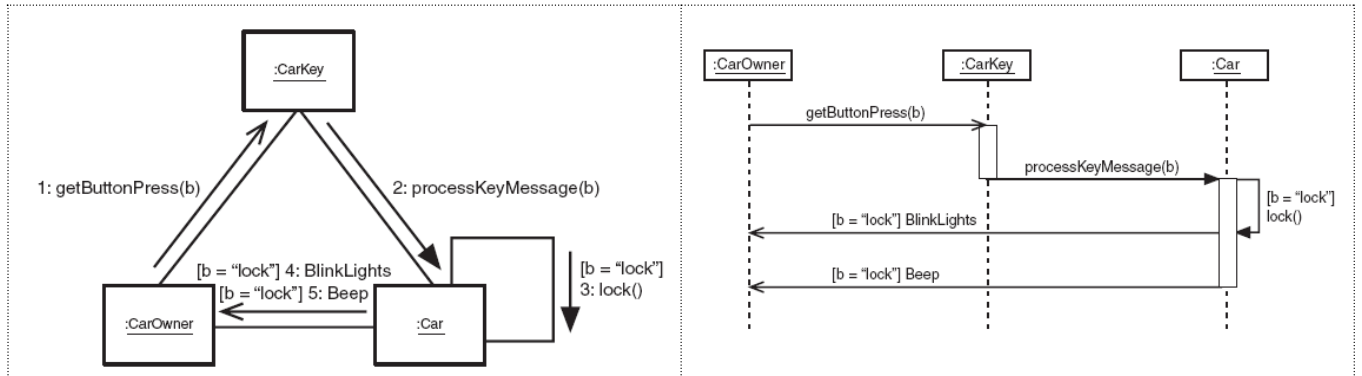 :CarKey
1: getButtonPress(b)
2: processKeyMessage(b)
[b = “lock”] 4: BlinkLights
[b = “lock”] 5: Beep
[b = “lock”]
3: lock()
:CarOwner
:Car
:CarOwner
:CarKey
:Car
getButtonPress(b)
processKeyMessage(b)
[b = “lock”]
lock()
[b = “lock”] BlinkLights
[b = “lock”] Beep